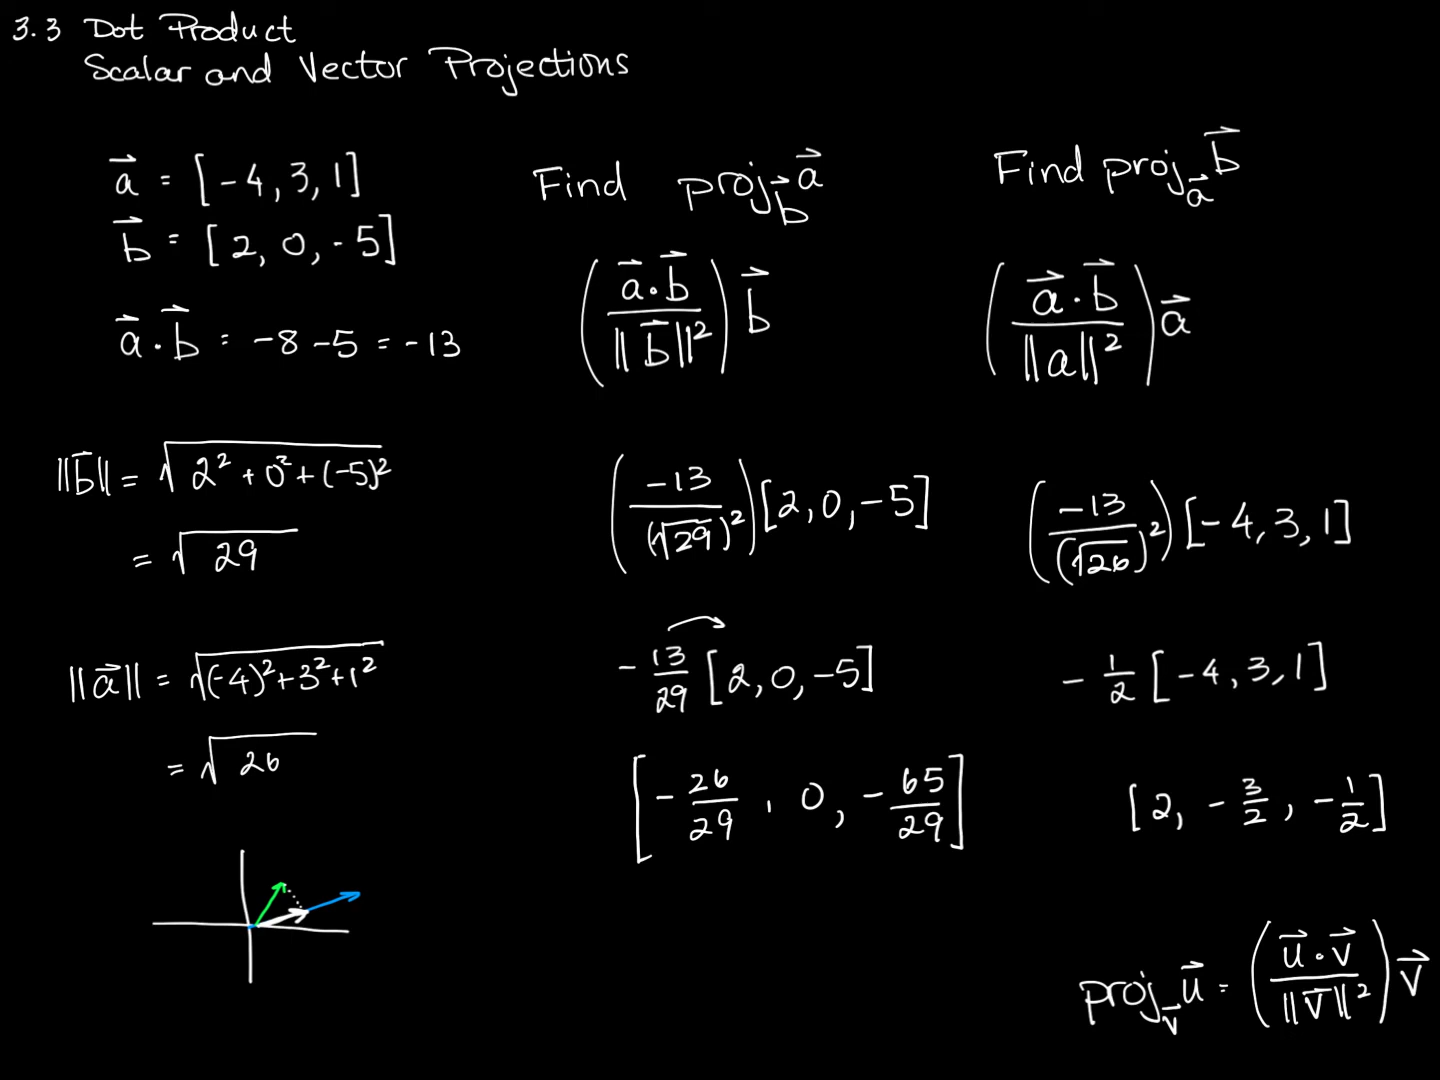 3.3 Dot Product
Scalar and Vector Projections
a⃗ = [-4, 3, 1]
b⃗ = [2, 0, -5]
a⃗ · b⃗ = -8 - 5 = -13
||b⃗|| = √(2² + 0² + (-5)²)
= √29
||a⃗|| = √((-4)² + 3² + 1²)
= √26
Find proj_b⃗ a⃗
(a⃗ · b⃗ / ||b⃗||²) b⃗
(-13 / (√29)²) [2, 0, -5]
- 13/29 [2, 0, -5]
[- 26/29, 0, - 65/29]
Find proj_a⃗ b⃗
(a⃗ · b⃗ / ||a||²) a⃗
(-13 / (√26)²) [-4, 3, 1]
- 1/2 [-4, 3, 1]
[2, - 3/2, - 1/2]
proj_v⃗ u⃗ = (u⃗ · v⃗ / ||v⃗||²) v⃗